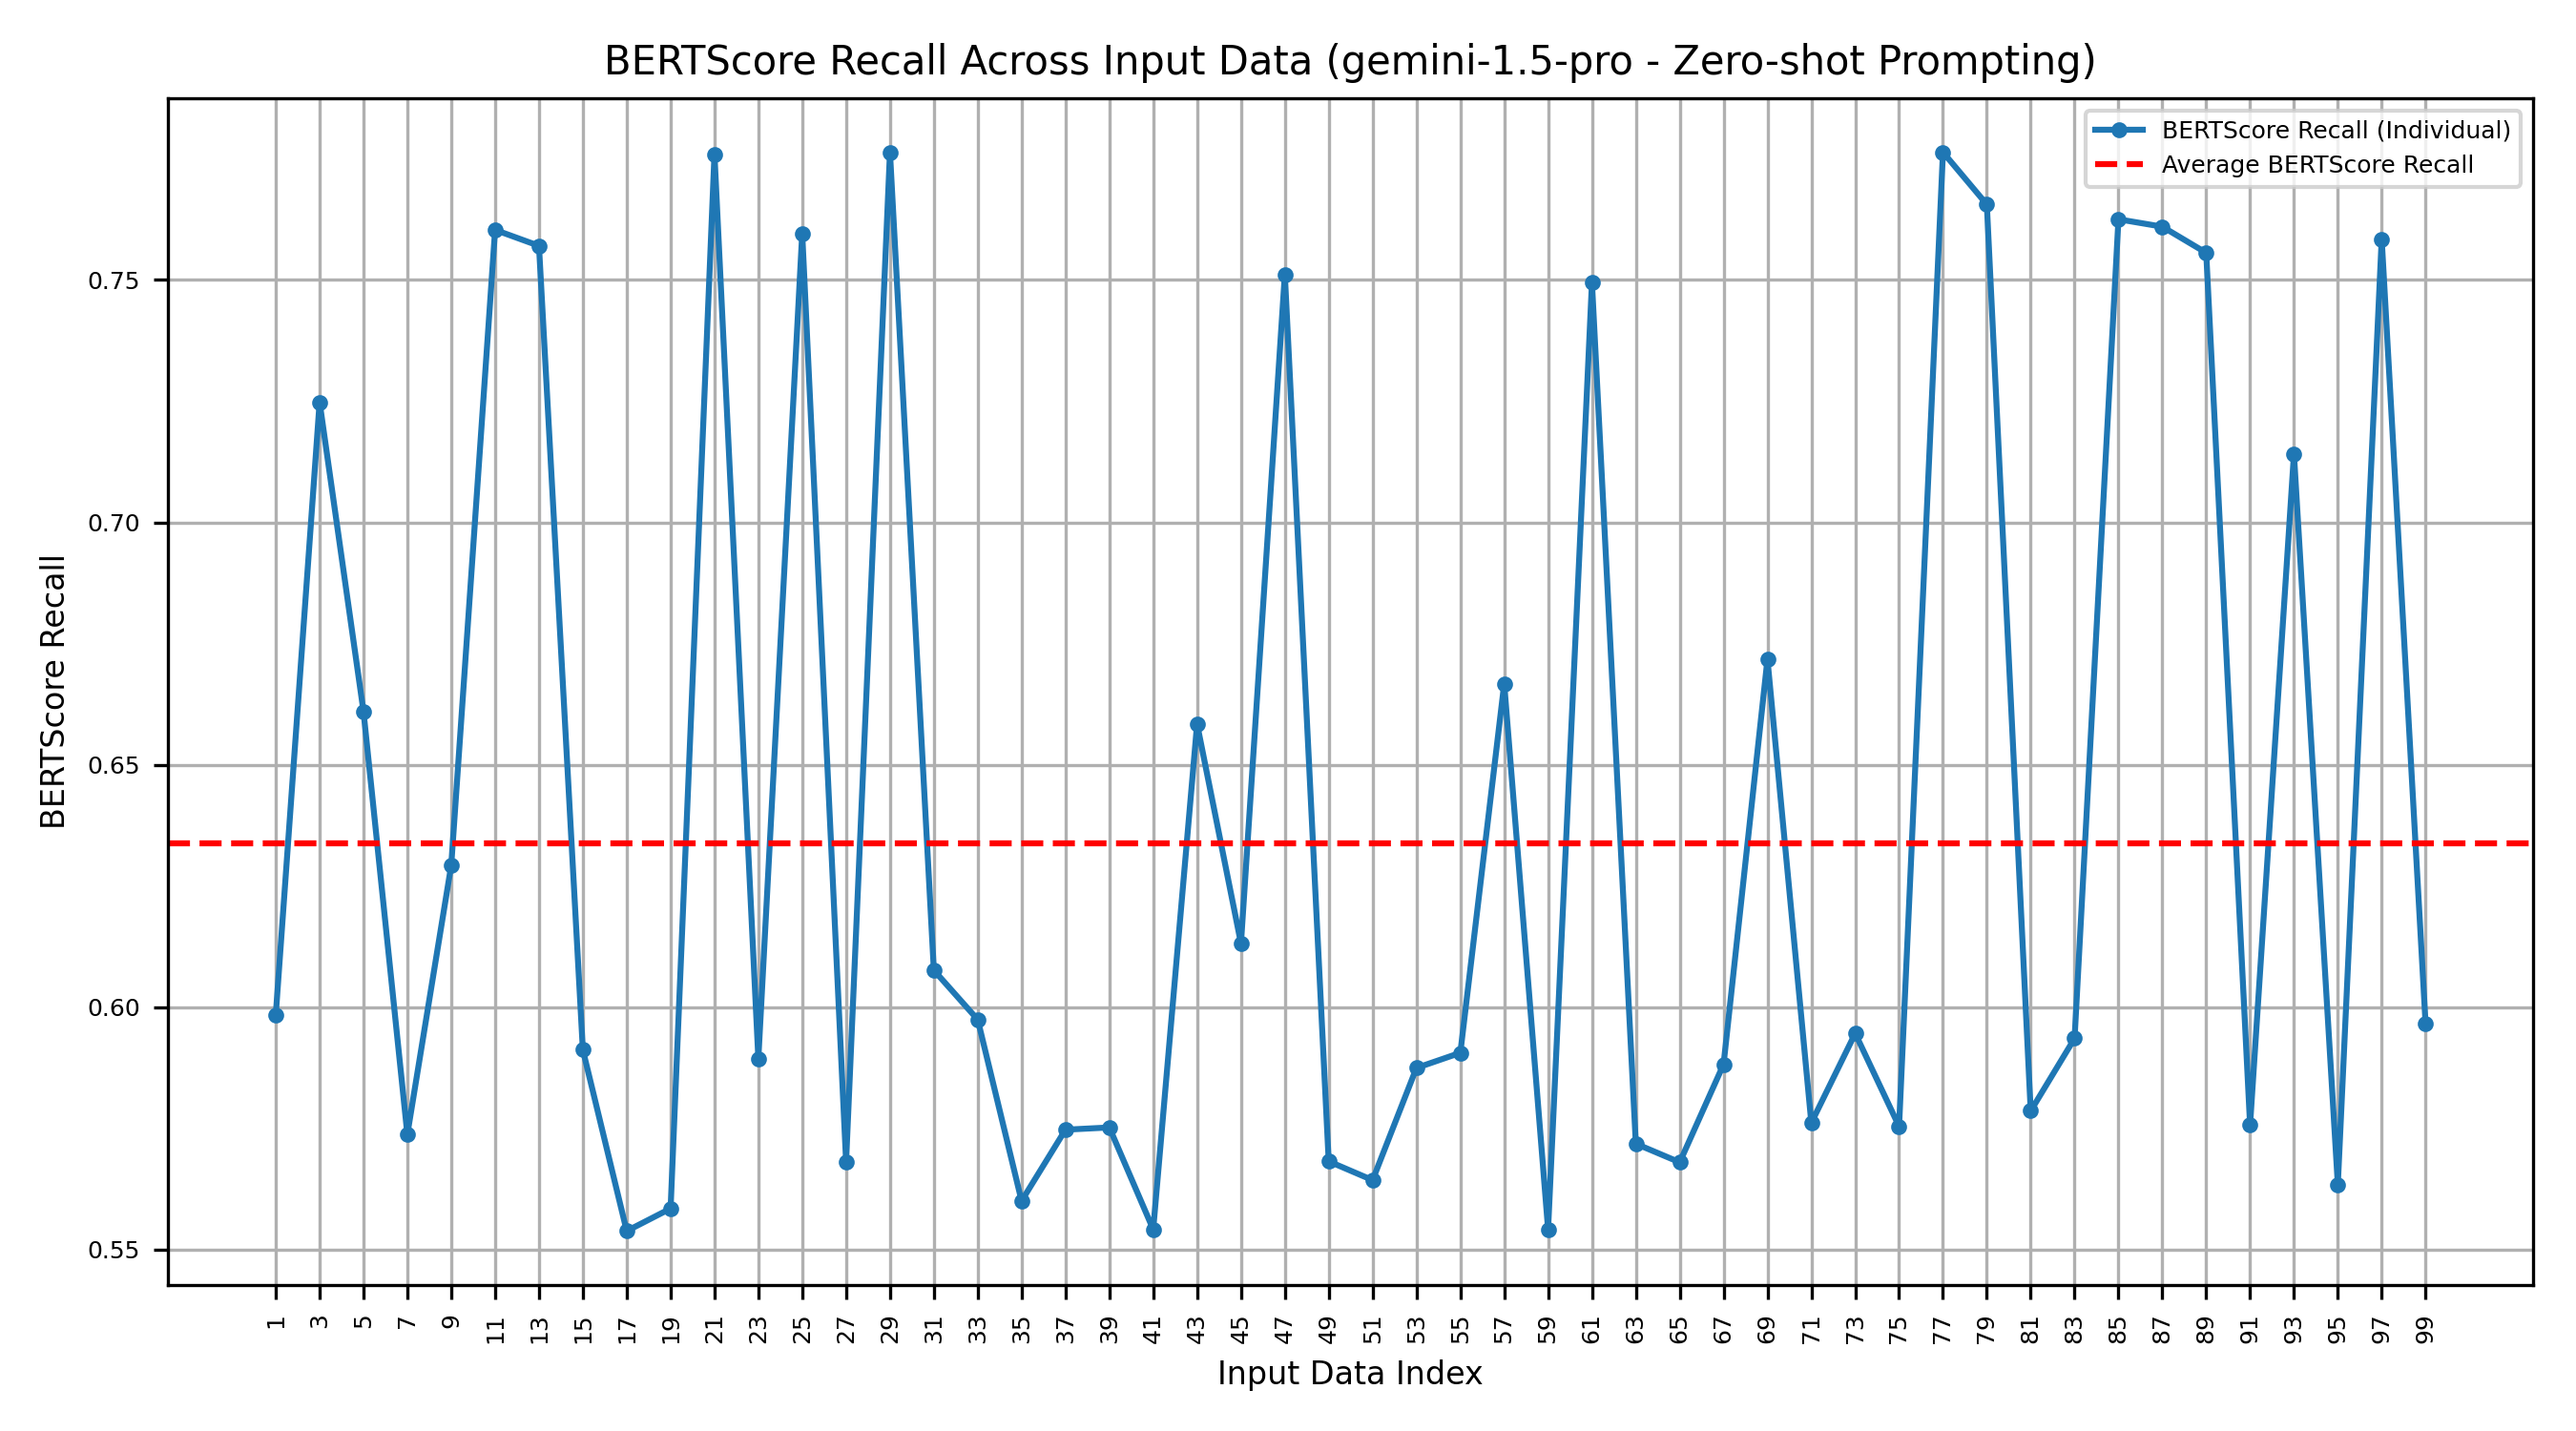 BERTScore Recall Across Input Data (gemini-1.5-pro - Zero-shot Prompting)
BERTScore Recall (Individual)
Average BERTScore Recall
BERTScore Recall
0.75
0.70
0.65
0.60
0.55
1 3 5 7 9 11 13 15 17 19 21 23 25 27 29 31 33 35 37 39 41 43 45 47 49 51 53 55 57 59 61 63 65 67 69 71 73 75 77 79 81 83 85 87 89 91 93 95 97 99
Input Data Index